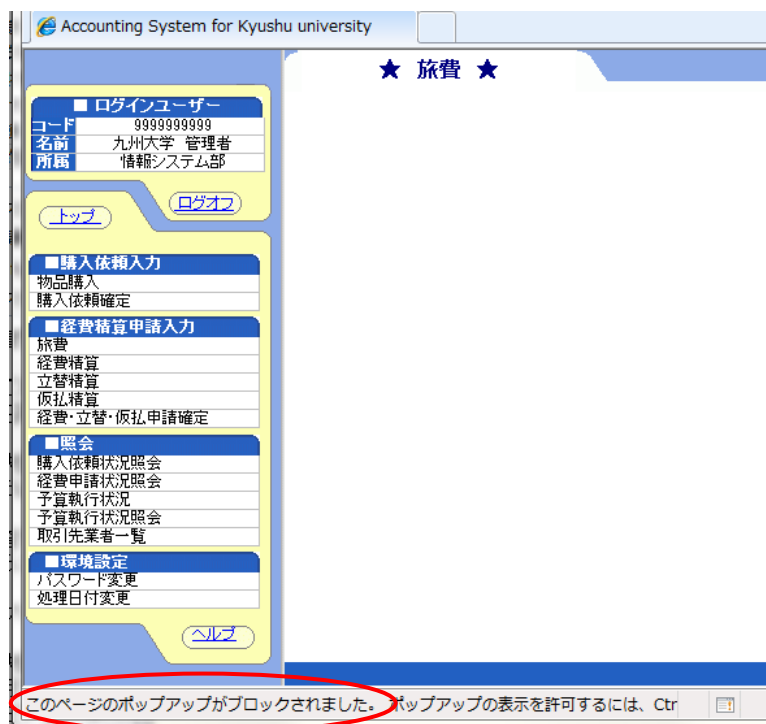 Accounting System for Kyushu university
★ 旅費 ★
■ ログインユーザー
コード 9999999999
名前 九州大学 管理者
所属 情報システム部
トップ
ログオフ
■購入依頼入力
物品購入
購入依頼確定
■経費精算申請入力
旅費
経費精算
立替精算
仮払精算
経費・立替・仮払申請確定
■照会
購入依頼状況照会
経費申請状況照会
予算執行状況
予算執行状況照会
取引先業者一覧
■環境設定
パスワード変更
処理日付変更
ヘルプ
このページのポップアップがブロックされました。 ポップアップの表示を許可するには、Ctr